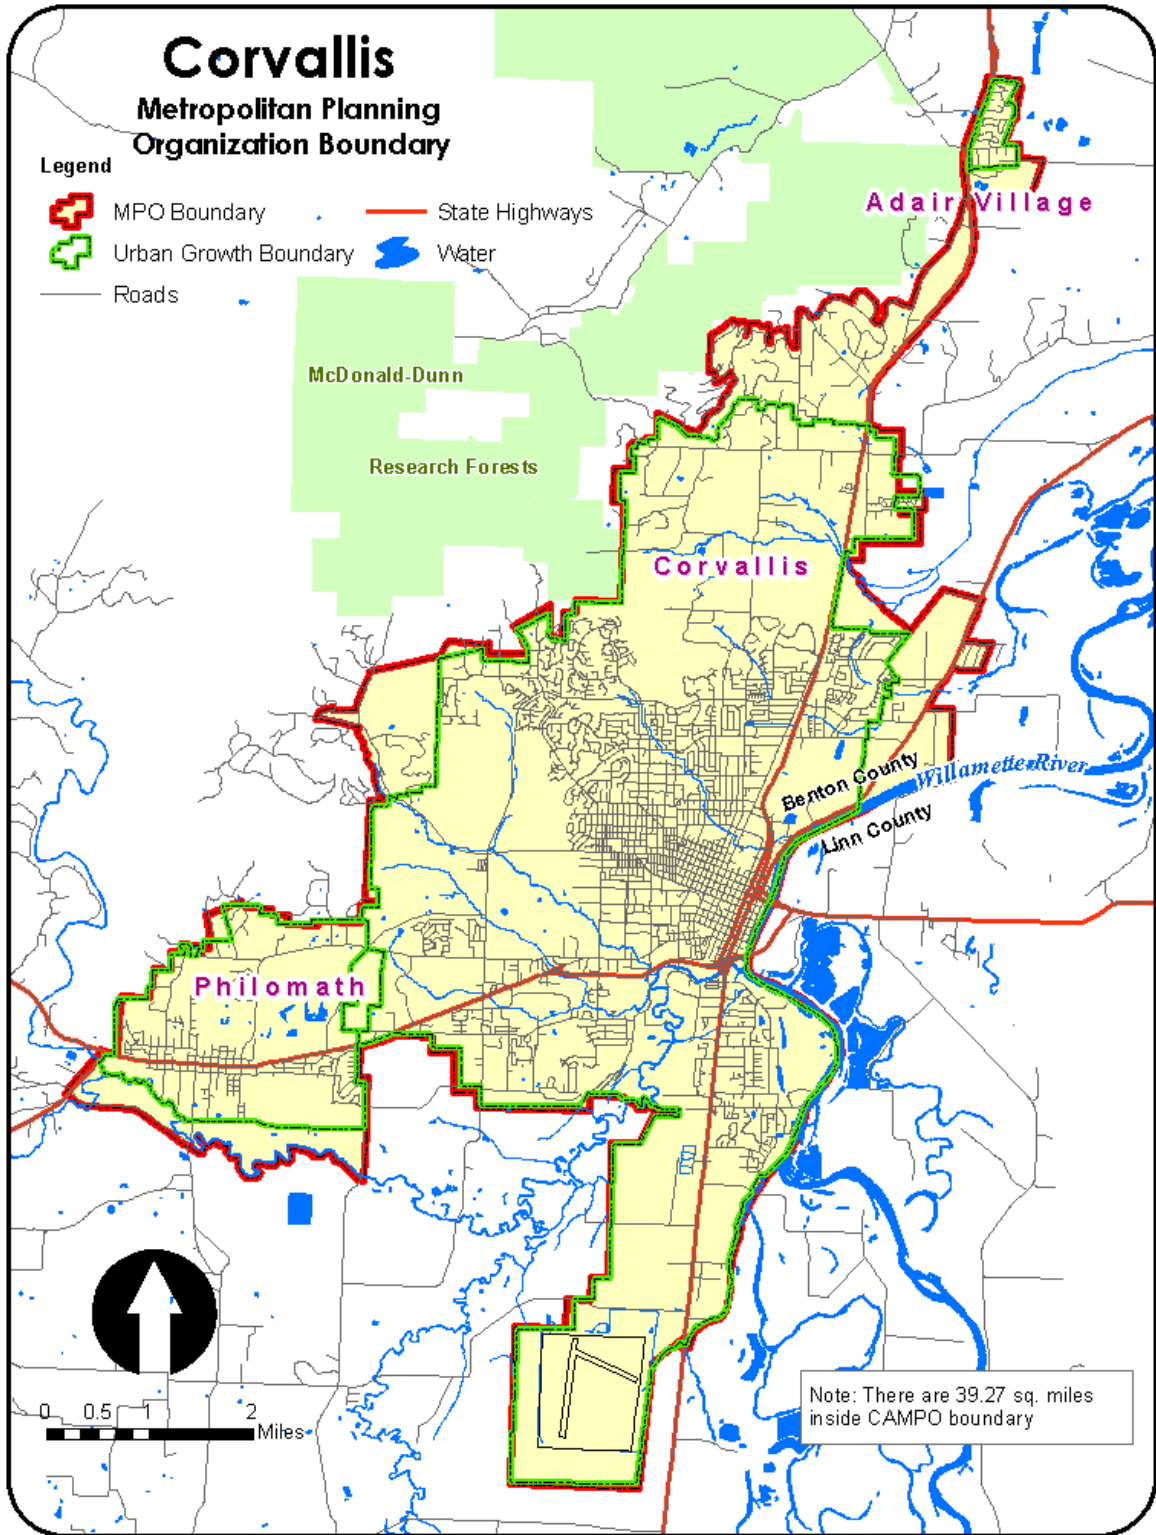 Corvallis
Metropolitan Planning
Organization Boundary
Legend
MPO Boundary
State Highways
Urban Growth Boundary
Water
Roads
Adair Village
McDonald-Dunn
Research Forests
Corvallis
Benton County
Willamette River
Linn County
Philomath
0 0.5 1 2
Miles
Note: There are 39.27 sq. miles
inside CAMPO boundary